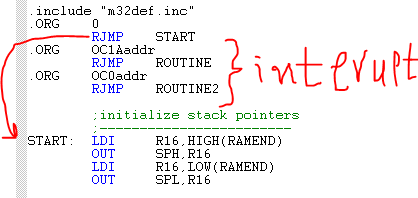 .include "m32def.inc"
.ORG 0
RJMP START
.ORG OC1Aaddr
RJMP ROUTINE
.ORG OC0addr
RJMP ROUTINE2
interupt
;initialize stack pointers
;------------------------
START: LDI R16,HIGH(RAMEND)
OUT SPH,R16
LDI R16,LOW(RAMEND)
OUT SPL,R16